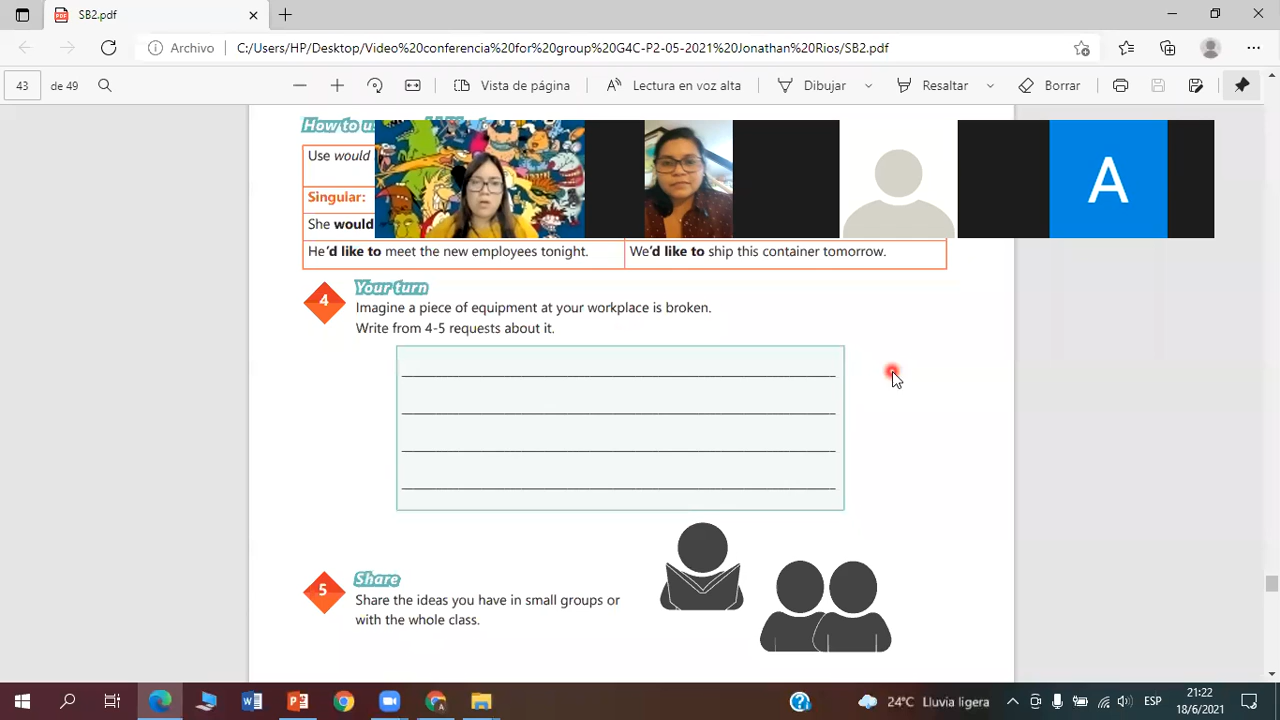 SB2.pdf
Archivo
C:/Users/HP/Desktop/Video%20conferencia%20for%20group%20G4C-P2-05-2021%20Jonathan%20Rios/SB2.pdf
43 de 49
Vista de página
Lectura en voz alta
Dibujar
Resaltar
Borrar
How to
Use would
Singular:
She would
He'd like to meet the new employees tonight.
We'd like to ship this container tomorrow.
A
4
Your turn
Imagine a piece of equipment at your workplace is broken.
Write from 4-5 requests about it.
5
Share
Share the ideas you have in small groups or
with the whole class.
24°C Lluvia ligera
ESP
21:22
18/6/2021